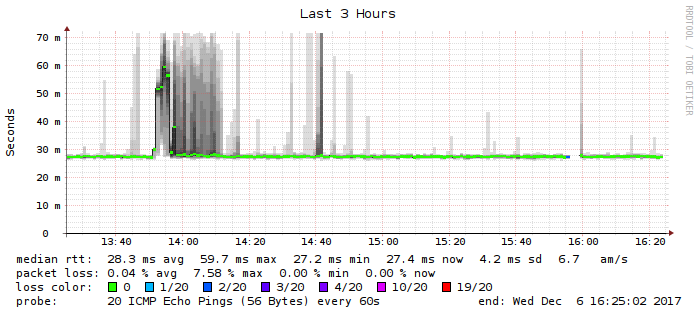 Last 3 Hours
RRDTOOL / TOBI OETIKER
Seconds
70 m
60 m
50 m
40 m
30 m
20 m
10 m
0
13:40 14:00 14:20 14:40 15:00 15:20 15:40 16:00 16:20
median rtt: 28.3 ms avg 59.7 ms max 27.2 ms min 27.4 ms now 4.2 ms sd 6.7 am/s
packet loss: 0.04 % avg 7.58 % max 0.00 % min 0.00 % now
loss color: 0 1/20 2/20 3/20 4/20 10/20 19/20
probe: 20 ICMP Echo Pings (56 Bytes) every 60s end: Wed Dec 6 16:25:02 2017